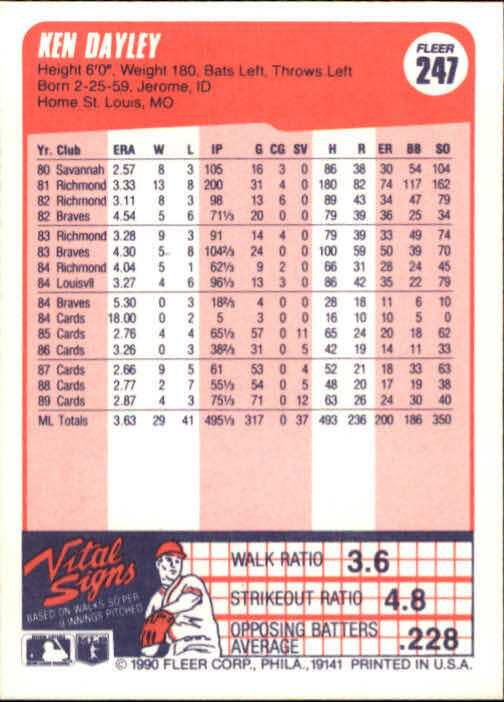 KEN DAYLEY
FLEER
247
Height 6'0", Weight 180, Bats Left, Throws Left
Born 2-25-59, Jerome, ID
Home St. Louis, MO
Yr. Club ERA W L IP G CG SV H R ER BB SO
80 Savannah 2.57 8 3 105 16 3 0 86 38 30 54 104
81 Richmond 3.33 13 8 200 31 4 0 180 82 74 117 162
82 Richmond 3.11 8 3 98 13 6 0 89 43 34 47 79
82 Braves 4.54 5 6 71⅓ 20 0 0 79 39 36 25 34
83 Richmond 3.28 9 3 91 14 4 0 79 39 33 49 74
83 Braves 4.30 5 8 104⅔ 24 0 0 100 59 50 39 70
84 Richmond 4.04 5 1 62⅓ 9 2 0 66 31 28 24 45
84 Louisvll 3.27 4 6 96⅓ 13 3 0 86 42 35 22 79
84 Braves 5.30 0 3 18⅔ 4 0 0 28 18 11 6 10
84 Cards 18.00 0 2 5 3 0 0 16 10 10 5 0
85 Cards 2.76 4 4 65⅓ 57 0 11 65 24 20 18 62
86 Cards 3.26 0 3 38⅔ 31 0 5 42 19 14 11 33
87 Cards 2.66 9 5 61 53 0 4 52 21 18 33 63
88 Cards 2.77 2 7 55⅓ 54 0 5 48 20 17 19 38
89 Cards 2.87 4 3 75⅓ 71 0 12 63 26 24 30 40
ML Totals 3.63 29 41 495⅓ 317 0 37 493 236 200 186 350
Vital
Signs
BASED ON WALKS, SO PER
9 INNINGS PITCHED
WALK RATIO 3.6
STRIKEOUT RATIO 4.8
OPPOSING BATTERS
AVERAGE .228
© 1990 FLEER CORP., PHILA., 19141 PRINTED IN U.S.A.